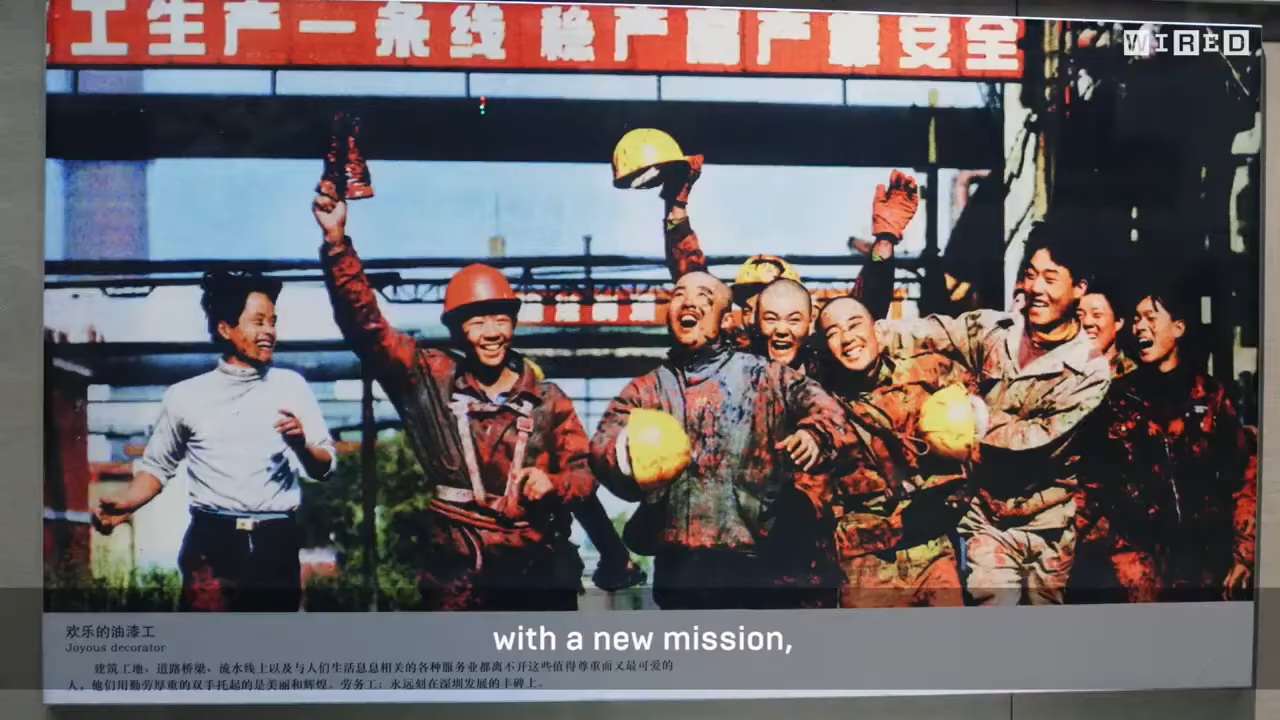 工生产一条线 稳产高产靠安全
WIRED
欢乐的油漆工
Joyous decorator
with a new mission,
建筑工地，道路桥梁，流水线上以及与人们生活息息相关的各种服务业都离不开这些值得尊重而又最可爱的
人，他们用勤劳厚重的双手托起的是美丽和辉煌。劳务工：永远刻在深圳发展的丰碑上。